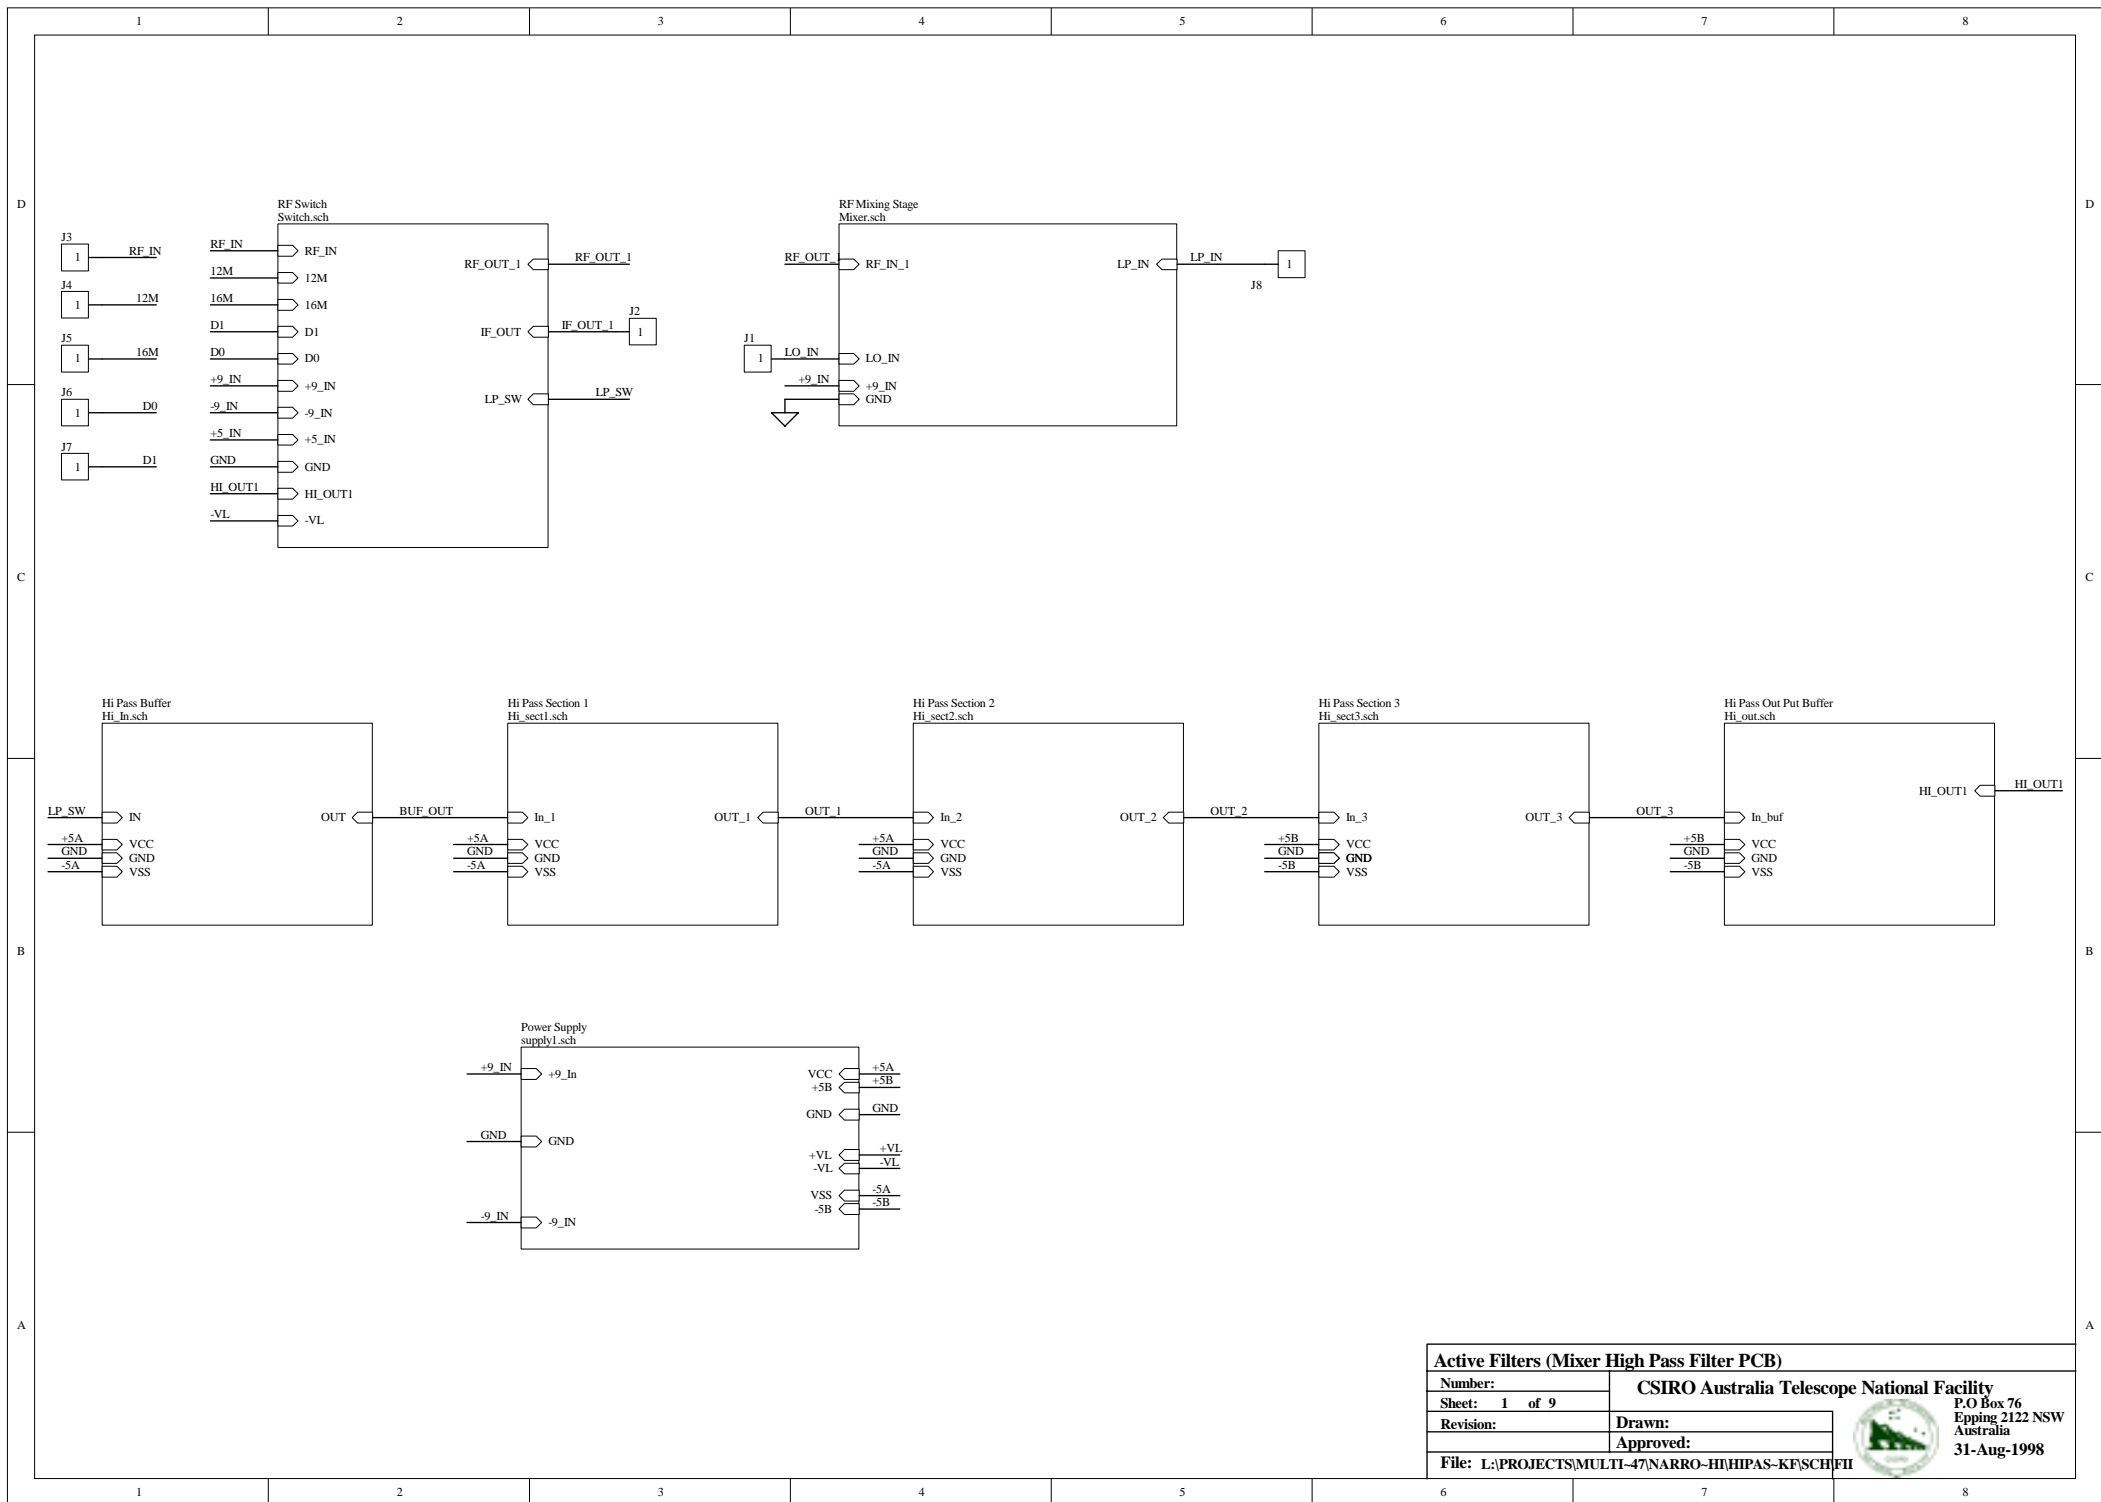 1 2 3 4 5 6 7 8
D D
RF Switch
Switch.sch
J3
1 RF_IN
J4
1 12M
J5
1 16M
J6
1 D0
J7
1 D1
RF_IN RF_IN
12M 12M
16M 16M
D1 D1
D0 D0
+9_IN +9_IN
-9_IN -9_IN
+5_IN +5_IN
GND GND
HI_OUT1 HI_OUT1
-VL -VL
RF_OUT_1 RF_OUT_1
IF_OUT IF_OUT_1
J2
1
LP_SW LP_SW
RF Mixing Stage
Mixer.sch
RF_OUT_1 RF_IN_1
J1
1 LO_IN LO_IN
+9_IN +9_IN
GND
LP_IN LP_IN 1
J8
C C
Hi Pass Buffer
Hi_In.sch
LP_SW IN
+5A VCC
GND GND
-5A VSS
OUT BUF_OUT
Hi Pass Section 1
Hi_sect1.sch
In_1
+5A VCC
GND GND
-5A VSS
OUT_1 OUT_1
Hi Pass Section 2
Hi_sect2.sch
In_2
+5A VCC
GND GND
-5A VSS
OUT_2 OUT_2
Hi Pass Section 3
Hi_sect3.sch
In_3
+5B VCC
GND GND
-5B VSS
OUT_3 OUT_3
Hi Pass Out Put Buffer
Hi_out.sch
In_buf
+5B VCC
GND GND
-5B VSS
HI_OUT1 HI_OUT1
B B
Power Supply
supply1.sch
+9_IN +9_In
GND GND
-9_IN -9_IN
VCC +5A
+5B +5B
GND GND
+VL +VL
-VL -VL
VSS -5A
-5B -5B
A A
Active Filters (Mixer High Pass Filter PCB)
Number:
Sheet: 1 of 9
Revision:
CSIRO Australia Telescope National Facility
P.O Box 76
Epping 2122 NSW
Australia
31-Aug-1998
Drawn:
Approved:
File: L:\PROJECTS\MULTI~47\NARRO~HI\HIPAS~KF\SCH\FII
1 2 3 4 5 6 7 8